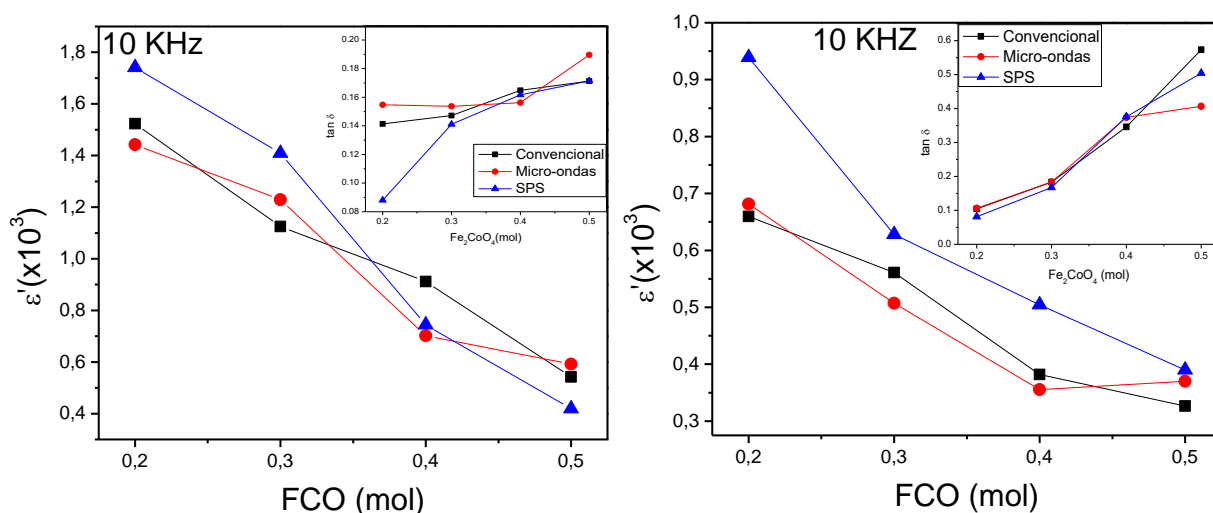 10 KHz
ε'(x10³)
1,8
1,6
1,4
1,2
1,0
0,8
0,6
0,4
0,2 0,3 0,4 0,5
FCO (mol)
tan δ
0.20
0.18
0.16
0.14
0.12
0.10
0.08
0.2 0.3 0.4 0.5
Fe₂CoO₄(mol)
Convencional
Micro-ondas
SPS
10 KHZ
ε'(x10³)
1,0
0,9
0,8
0,7
0,6
0,5
0,4
0,3
0,2 0,3 0,4 0,5
FCO (mol)
Convencional
Micro-ondas
SPS
tan δ
0.6
0.5
0.4
0.3
0.2
0.1
0.0
0.2 0.3 0.4 0.5
Fe₂CoO₄ (mol)